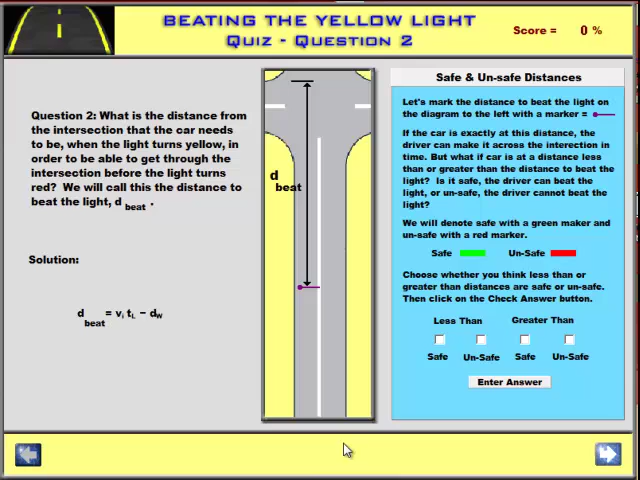 BEATING THE YELLOW LIGHT
QUIZ - QUESTION 2
Score = 0 %
Question 2: What is the distance from
the intersection that the car needs
to be, when the light turns yellow, in
order to be able to get through the
intersection before the light turns
red? We will call this the distance to
beat the light, d beat .
Solution:
d beat = vi tL − dW
d
beat
Safe & Un-safe Distances
Let's mark the distance to beat the light on
the diagram to the left with a marker =
If the car is exactly at this distance, the
driver can make it across the interection in
time. But what if car is at a distance less
than or greater than the distance to beat the
light? Is it safe, the driver can beat the
light, or un-safe, the driver cannot beat the
light?
We will denote safe with a green maker and
un-safe with a red marker.
Safe Un-Safe
Choose whether you think less than or
greater than distances are safe or un-safe.
Then click on the Check Answer button.
Less Than Greater Than
Safe Un-Safe Safe Un-Safe
Enter Answer